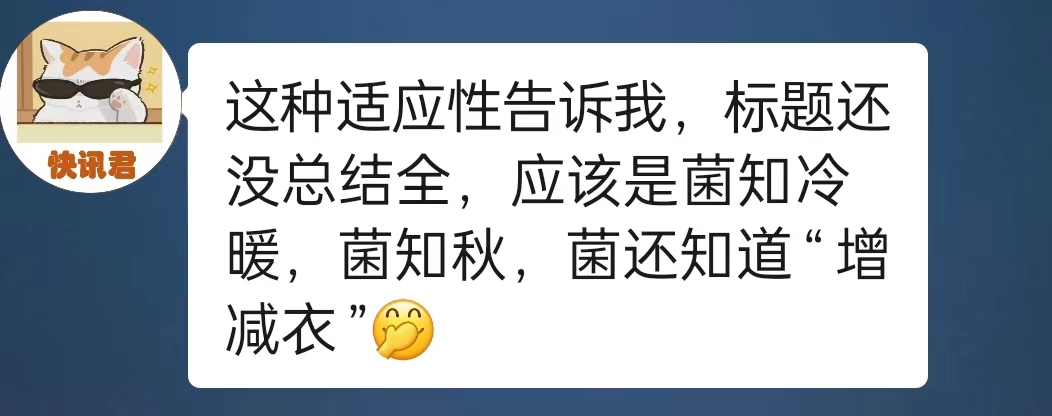 快讯君
这种适应性告诉我，标题还
没总结全，应该是菌知冷
暖，菌知秋，菌还知道“增
减衣”